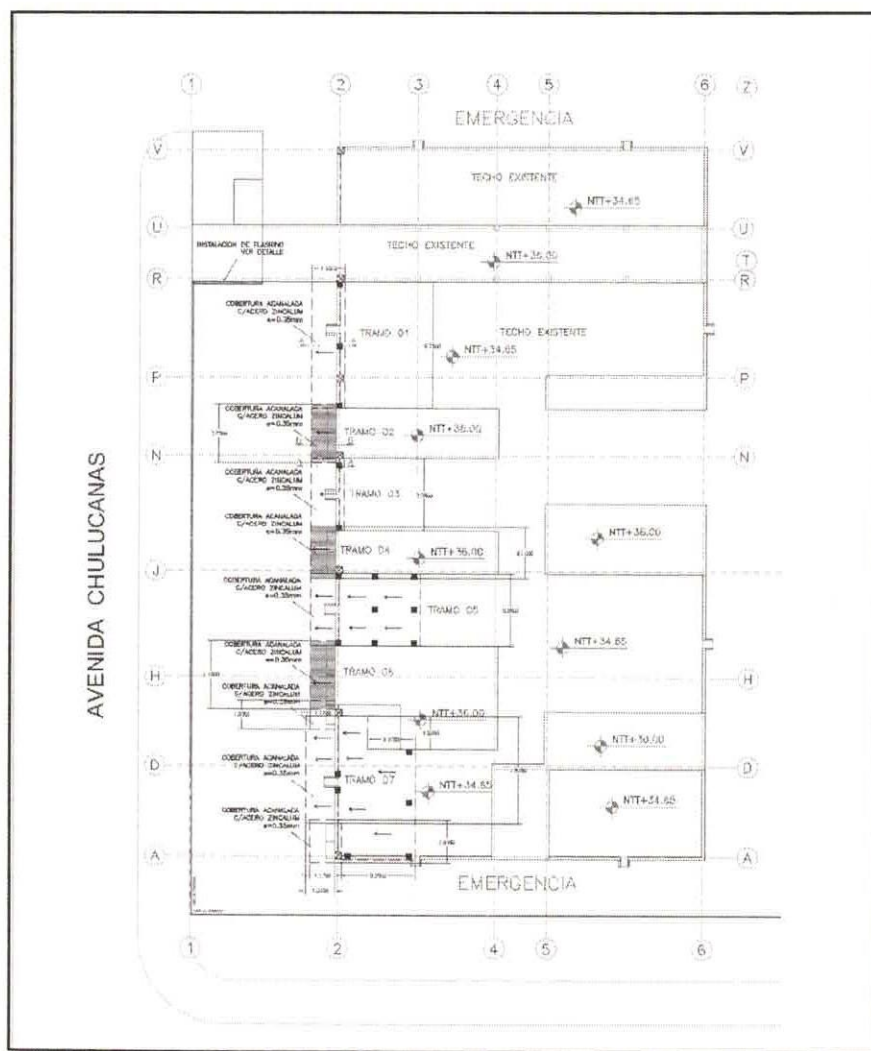 1
2
3
4
5
6
Z
EMERGENCIA
V
V
TECHO EXISTENTE
NTT+34.65
U
U
INSTALACION DE FLASHING
VER DETALLE
TECHO EXISTENTE
NTT+36.00
T
R
R
COBERTURA ACANALADA
C/ACERO ZINCALUM
e=0.35mm
TRAMO 01
TECHO EXISTENTE
NTT+34.65
P
P
COBERTURA ACANALADA
C/ACERO ZINCALUM
e=0.35mm
TRAMO 02
NTT+36.00
N
N
COBERTURA ACANALADA
C/ACERO ZINCALUM
e=0.35mm
TRAMO 03
COBERTURA ACANALADA
C/ACERO ZINCALUM
e=0.35mm
TRAMO 04
NTT+36.00
NTT+36.00
J
J
AVENIDA CHULUCANAS
COBERTURA ACANALADA
C/ACERO ZINCALUM
e=0.35mm
TRAMO 05
NTT+34.65
COBERTURA ACANALADA
C/ACERO ZINCALUM
e=0.35mm
TRAMO 06
H
H
COBERTURA ACANALADA
C/ACERO ZINCALUM
e=0.35mm
NTT+36.00
NTT+36.00
D
D
COBERTURA ACANALADA
C/ACERO ZINCALUM
e=0.35mm
TRAMO 07
NTT+34.65
NTT+34.65
COBERTURA ACANALADA
C/ACERO ZINCALUM
e=0.35mm
A
A
EMERGENCIA
1
2
4
5
6